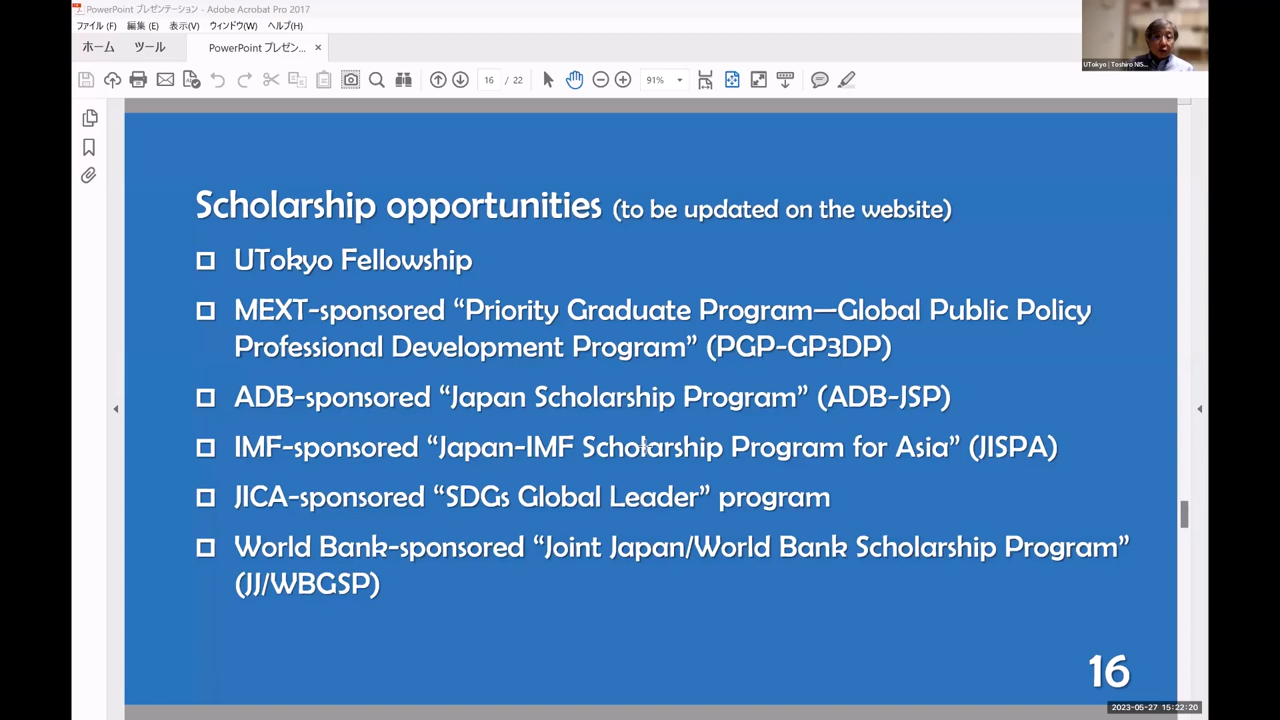 PowerPoint プレゼンテーション - Adobe Acrobat Pro 2017
ファイル (F) 編集 (E) 表示(V) ウィンドウ(W) ヘルプ(H)
ホーム ツール PowerPoint プレゼン... ×
16 / 22 91%
UTokyo | Toshiro NIS...
Scholarship opportunities (to be updated on the website)
UTokyo Fellowship
MEXT-sponsored “Priority Graduate Program—Global Public Policy
Professional Development Program” (PGP-GP3DP)
ADB-sponsored “Japan Scholarship Program” (ADB-JSP)
IMF-sponsored “Japan-IMF Scholarship Program for Asia” (JISPA)
JICA-sponsored “SDGs Global Leader” program
World Bank-sponsored “Joint Japan/World Bank Scholarship Program”
(JJ/WBGSP)
16
2023-05-27 15:22:20